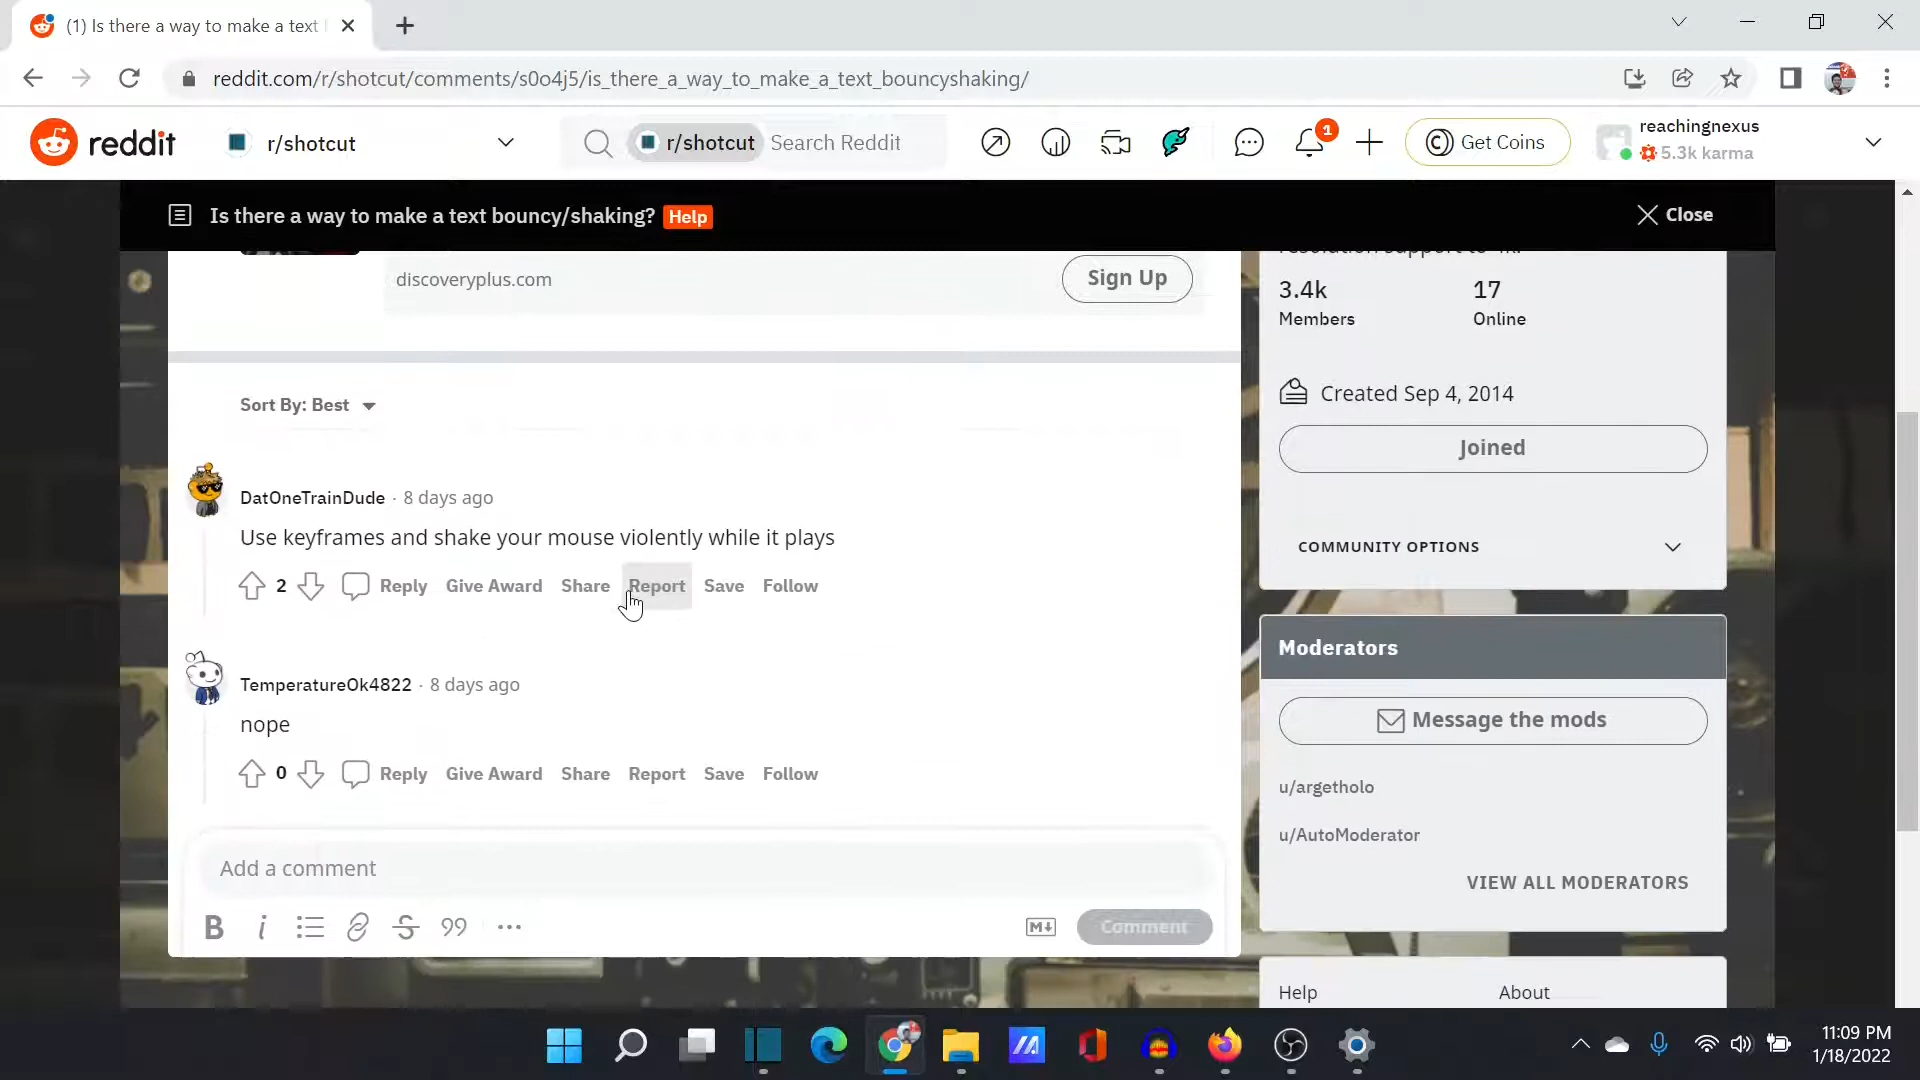 (1) Is there a way to make a text
reddit.com/r/shotcut/comments/s0o4j5/is_there_a_way_to_make_a_text_bouncyshaking/
reddit
r/shotcut
r/shotcut Search Reddit
1
Get Coins
reachingnexus
5.3k karma
Is there a way to make a text bouncy/shaking? Help
Close
discoveryplus.com
Sign Up
3.4k
Members
17
Online
Created Sep 4, 2014
Joined
COMMUNITY OPTIONS
Sort By: Best
DatOneTrainDude · 8 days ago
Use keyframes and shake your mouse violently while it plays
2 Reply Give Award Share Report Save Follow
TemperatureOk4822 · 8 days ago
nope
0 Reply Give Award Share Report Save Follow
Add a comment
B i 99 M↓ Comment
Moderators
Message the mods
u/argetholo
u/AutoModerator
VIEW ALL MODERATORS
Help
About
11:09 PM
1/18/2022